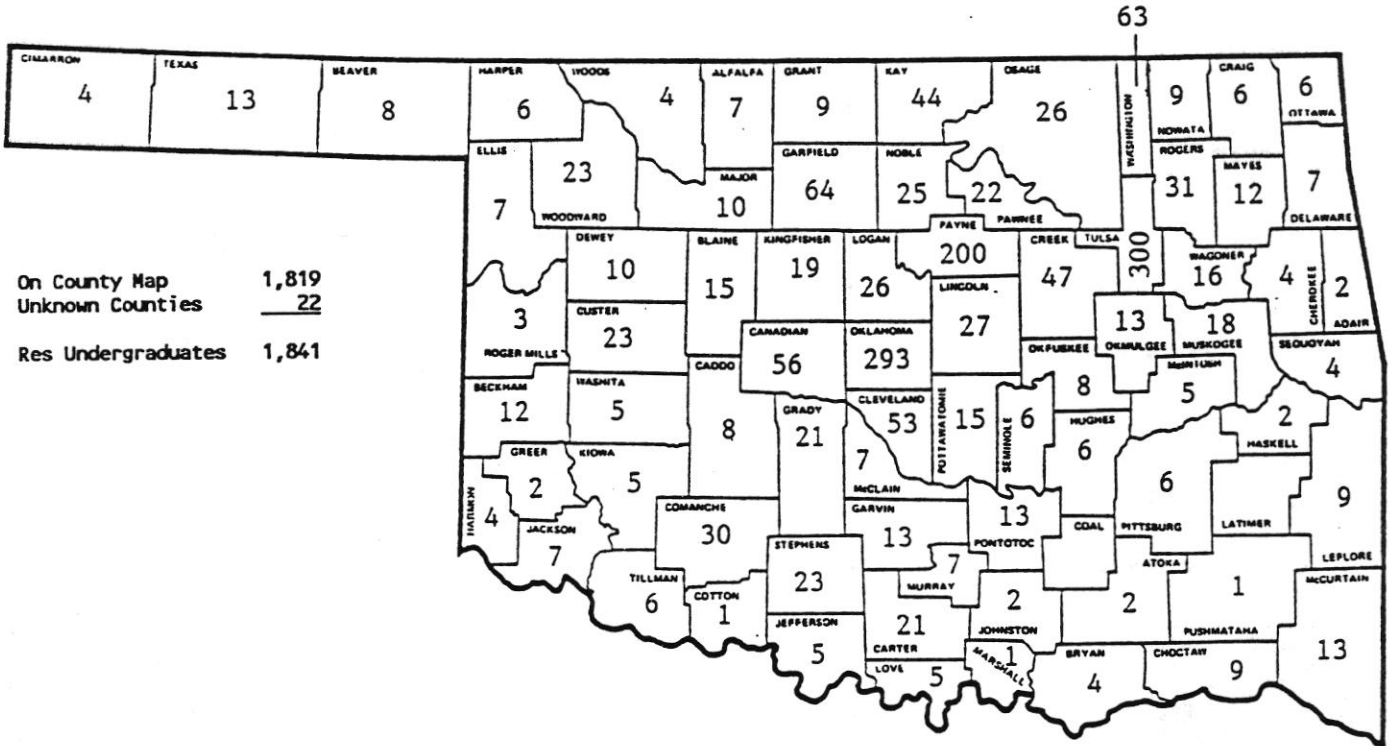 63
CIMARRON
4
TEXAS
13
BEAVER
8
HARPER
6
WOODS
4
ALFALFA
7
GRANT
9
KAY
44
OSAGE
26
WASHINGTON
9
NOWATA
CRAIG
6
6
OTTAWA
ELLIS
7
23
WOODWARD
MAJOR
10
GARFIELD
64
NOBLE
25
22
PAWNEE
ROGERS
31
MAYES
12
7
DELAWARE
DEWEY
10
BLAINE
15
KINGFISHER
19
LOGAN
26
PAYNE
200
CREEK
47
TULSA
300
WAGONER
16
4
CHEROKEE
2
ADAIR
On County Map 1,819
Unknown Counties 22
Res Undergraduates 1,841
3
ROGER MILLS
CUSTER
23
CANADIAN
56
OKLAHOMA
293
LINCOLN
27
13
OKMULGEE
18
MUSKOGEE
SEQUOYAH
4
BECKHAM
12
WASHITA
5
CADDO
8
GRADY
21
CLEVELAND
53
7
McCLAIN
POTTAWATOMIE
15
SEMINOLE
6
OKFUSKEE
8
HUGHES
6
McINTOSH
5
2
HASKELL
HARMON
4
GREER
2
KIOWA
5
JACKSON
7
COMANCHE
30
GARVIN
13
13
PONTOTOC
COAL
6
PITTSBURG
LATIMER
9
LEFLORE
TILLMAN
6
COTTON
1
STEPHENS
23
7
MURRAY
2
JOHNSTON
ATOKA
2
1
PUSHMATAHA
McCURTAIN
13
JEFFERSON
5
21
CARTER
LOVE
5
1
MARSHALL
BRYAN
4
CHOCTAW
9